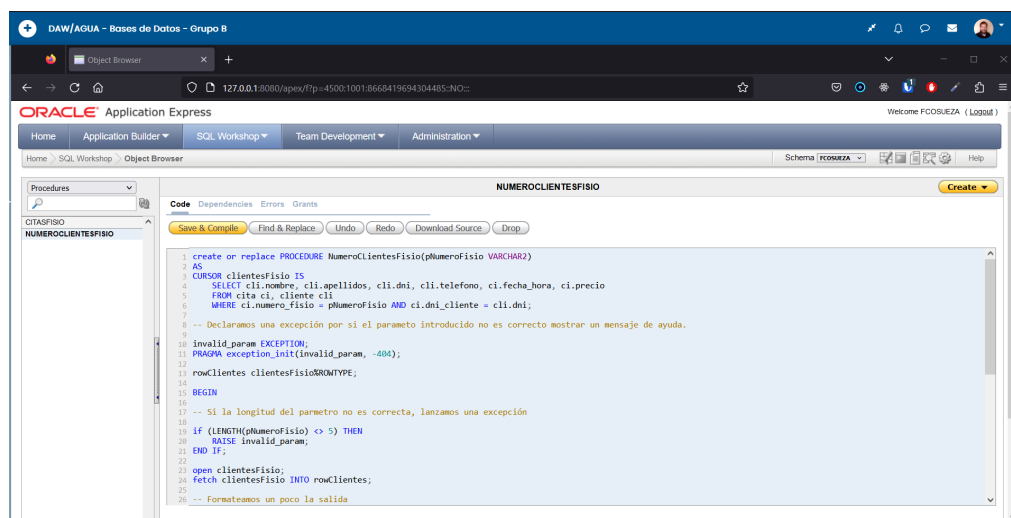 DAW/AGUA - Bases de Datos - Grupo B
Object Browser
127.0.0.1:8080/apex/f?p=4500:1001:8668419694304485::NO:::
1
ORACLE Application Express
Welcome FCOSUEZA ( Logout )
Home Application Builder SQL Workshop Team Development Administration
Home SQL Workshop Object Browser
Schema FCOSUEZA
Help
Procedures
NUMEROCLIENTESFISIO
Create
CITASFISIO
NUMEROCLIENTESFISIO
Code Dependencies Errors Grants
Save & Compile Find & Replace Undo Redo Download Source Drop
1 create or replace PROCEDURE NumeroCLientesFisio(pNumeroFisio VARCHAR2)
2 AS
3 CURSOR clientesFisio IS
4 SELECT cli.nombre, cli.apellidos, cli.dni, cli.telefono, ci.fecha_hora, ci.precio
5 FROM cita ci, cliente cli
6 WHERE ci.numero_fisio = pNumeroFisio AND ci.dni_cliente = cli.dni;
7
8 -- Declaramos una excepción por si el parameto introducido no es correcto mostrar un mensaje de ayuda.
9
10 invalid_param EXCEPTION;
11 PRAGMA exception_init(invalid_param, -404);
12
13 rowClientes clientesFisio%ROWTYPE;
14
15 BEGIN
16
17 -- Si la longitud del parmetro no es correcta, lanzamos una excepción
18
19 if (LENGTH(pNumeroFisio) <> 5) THEN
20 RAISE invalid_param;
21 END IF;
22
23 open clientesFisio;
24 fetch clientesFisio INTO rowClientes;
25
26 -- Formateamos un poco la salida